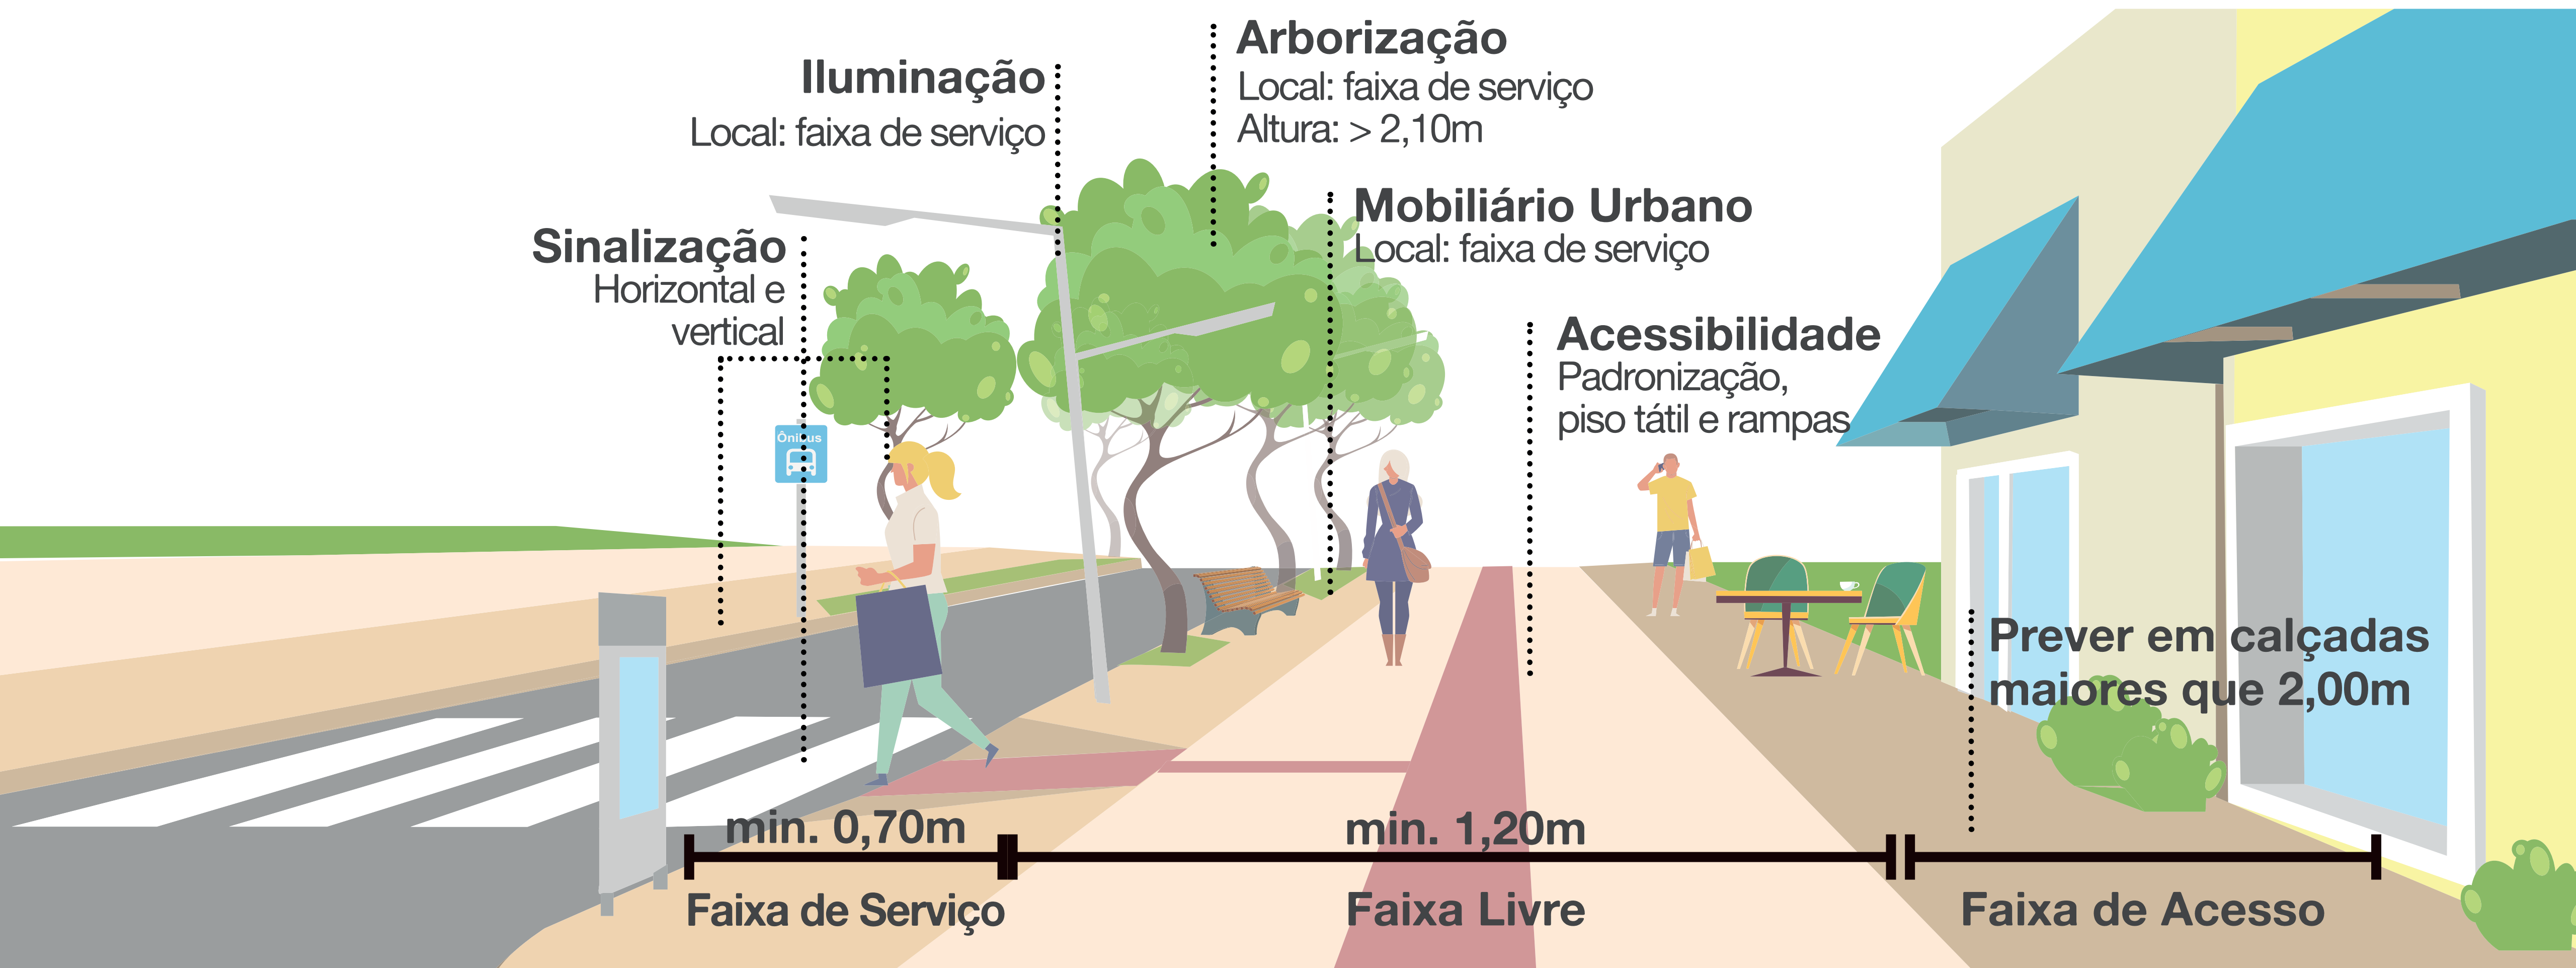 Arborização
Local: faixa de serviço
Altura: > 2,10m
Iluminação
Local: faixa de serviço
Mobiliário Urbano
Local: faixa de serviço
Sinalização
Horizontal e
vertical
Acessibilidade
Padronização,
piso tátil e rampas
Ônibus
Prever em calçadas
maiores que 2,00m
min. 0,70m
min. 1,20m
Faixa de Serviço
Faixa Livre
Faixa de Acesso